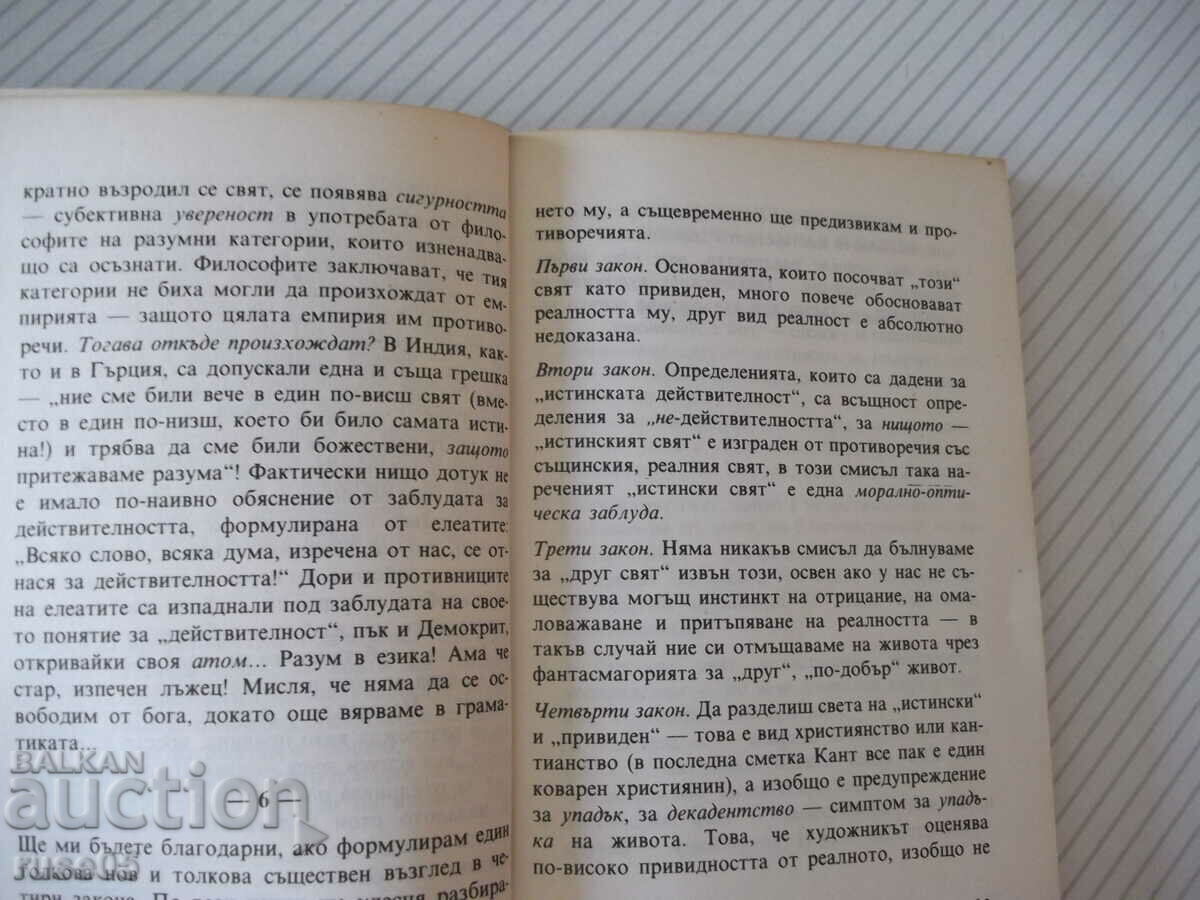 кратно възродил се свят, се появява сигурността
— субективна увереност в употребата от фило-
софите на разумни категории, които изненадва-
що са осъзнати. Философите заключават, че тия
категории не биха могли да произхождат от ем-
пирията — защото цялата емпирия им противо-
речи. Тогава откъде произхождат? В Индия, как-
то и в Гърция, са допускали една и съща грешка
— „ние сме били вече в един по-висш свят (вме-
сто в един по-низш, което би било самата исти-
на!) и трябва да сме били божествени, защото
притежаваме разума“! Фактически нищо дотук не
е имало по-наивно обяснение от заблудата за
действителността, формулирана от елеатите:
„Всяко слово, всяка дума, изречена от нас, се от-
нася за действителността!“ Дори и противниците
на елеатите са изпаднали под заблудата на свое-
то понятие за „действителност“, пък и Демокрит,
откривайки своя атом... Разум в езика! Ама че
стар, изпечен лъжец! Мисля, че няма да се ос-
вободим от бога, докато още вярваме в грама-
тиката...
— 6 —
Ще ми бъдете благодарни, ако формулирам един
толкова нов и толкова съществен възглед в че-
тири закона. По
нето му, а същевременно ще предизвикам и про-
тиворечията.
Първи закон. Основанията, които посочват „този“
свят като привиден, много повече обосновават
реалността му, друг вид реалност е абсолютно
недоказана.
Втори закон. Определенията, които са дадени за
„истинската действителност“, са всъщност опре-
деления за „не-действителността“, за нищото —
„истинският свят“ е изграден от противоречия със
същинския, реалния свят, в този смисъл така на-
реченият „истински свят“ е една морално-опти-
ческа заблуда.
Трети закон. Няма никакъв смисъл да бълнуваме
за „друг свят“ извън този, освен ако у нас не съ-
ществува могъщ инстинкт на отрицание, на ома-
ловажаване и притъпяване на реалността — в
такъв случай ние си отмъщаваме на живота чрез
фантасмагорията за „друг“, „по-добър“ живот.
Четвърти закон. Да разделиш света на „истински“
и „привиден“ — това е вид християнство или кан-
тианство (в последна сметка Кант все пак е един
коварен християнин), а изобщо е предупреждение
за упадък, за декадентство — симптом за упадъ-
ка на живота. Това, че художникът оценява
по-високо привидността от реалното, изобщо не
BALKAN
auction
ruse05